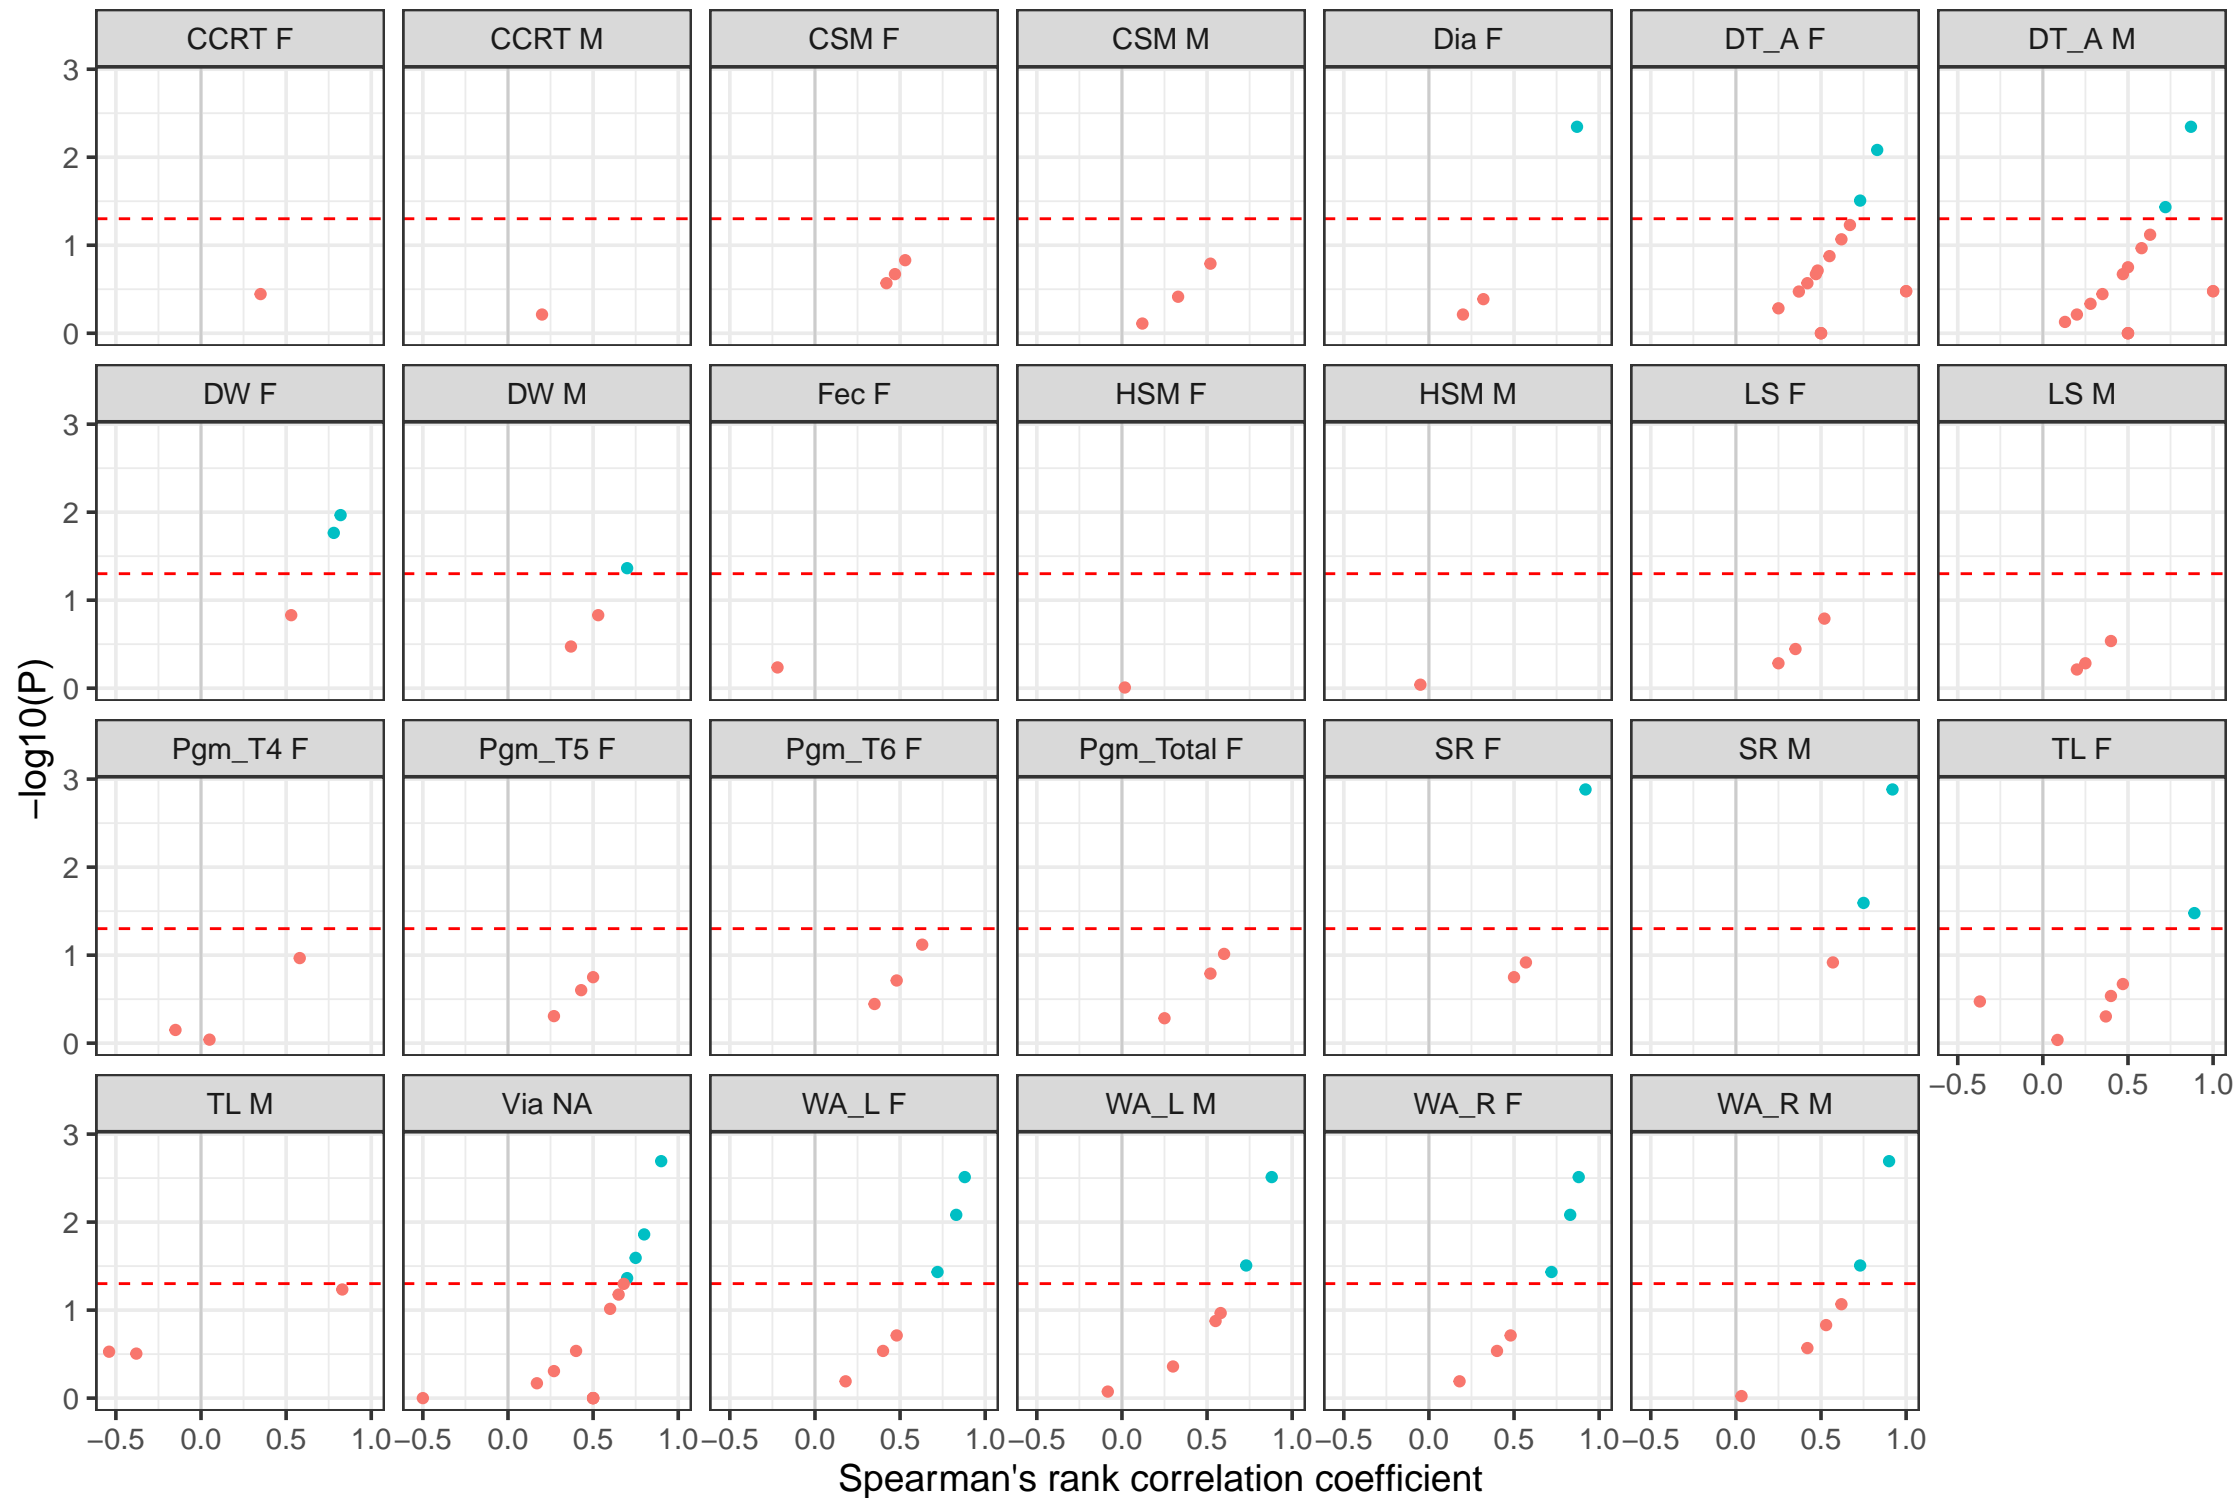 CCRT F CCRT M CSM F CSM M Dia F DT_A F DT_A M
3
2
1
0
DW F DW M Fec F HSM F HSM M LS F LS M
3
2
1
0
−log10(P)
Pgm_T4 F Pgm_T5 F Pgm_T6 F Pgm_Total F SR F SR M TL F
3
2
1
0
−0.5 0.0 0.5 1.0
TL M Via NA WA_L F WA_L M WA_R F WA_R M
3
2
1
0
−0.5 0.0 0.5 1.0 −0.5 0.0 0.5 1.0 −0.5 0.0 0.5 1.0 −0.5 0.0 0.5 1.0 −0.5 0.0 0.5 1.0 −0.5 0.0 0.5 1.0
Spearman's rank correlation coefficient